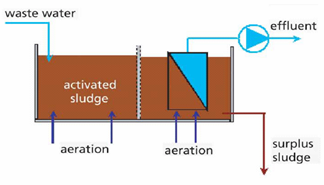 waste water
effluent
activated
sludge
aeration
aeration
surplus
sludge